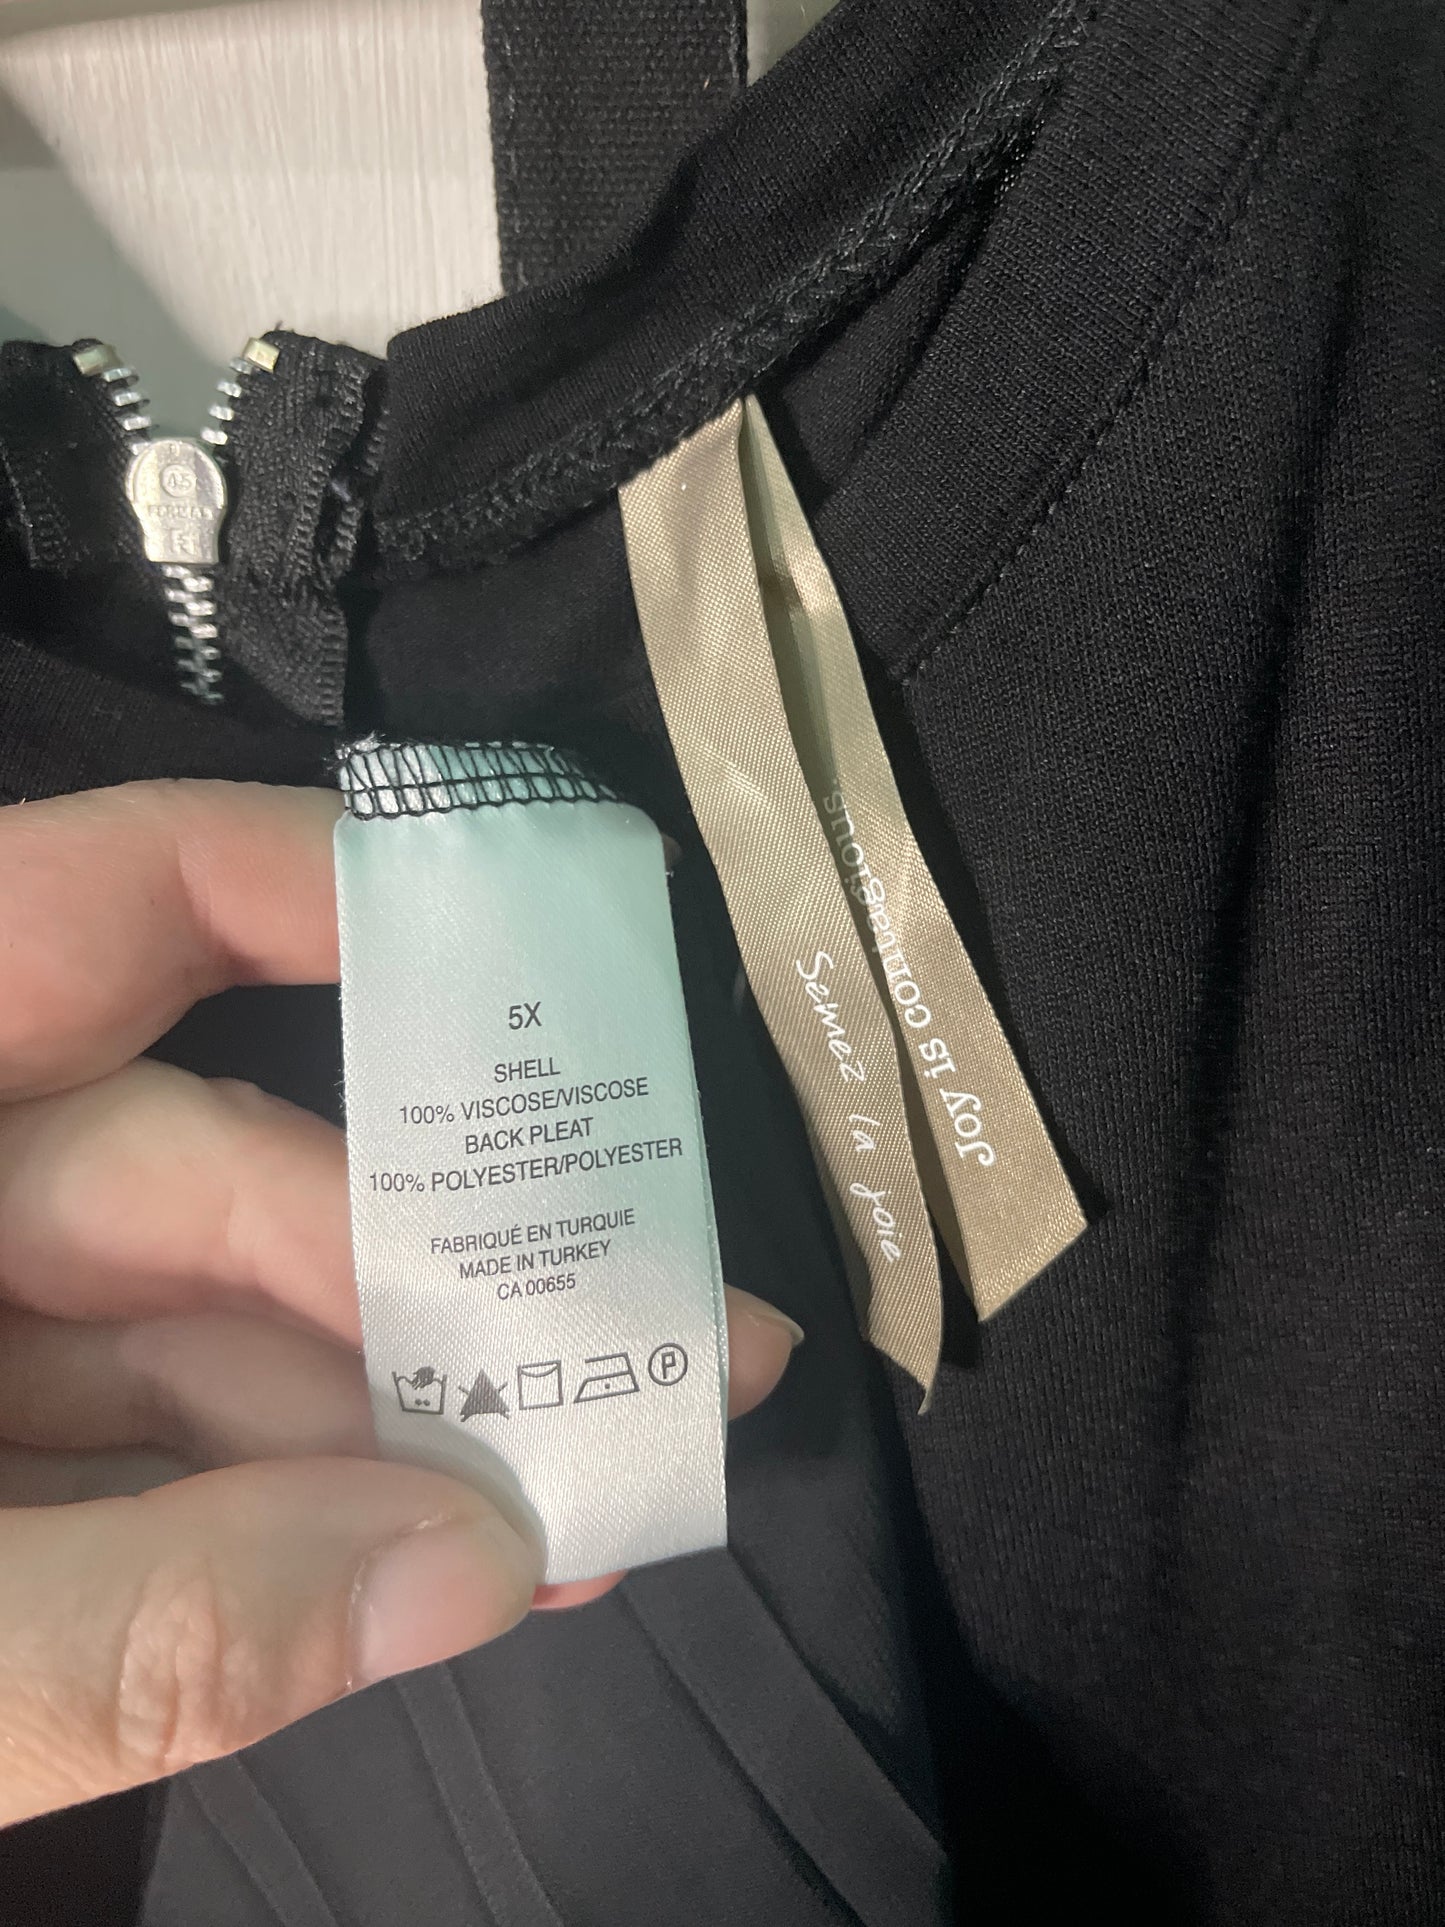 45
5X
SHELL
100% VISCOSE/VISCOSE
BACK PLEAT
100% POLYESTER/POLYESTER
FABRIQUÉ EN TURQUIE
MADE IN TURKEY
CA 00655
P
Semez la joie
Joy is contagious